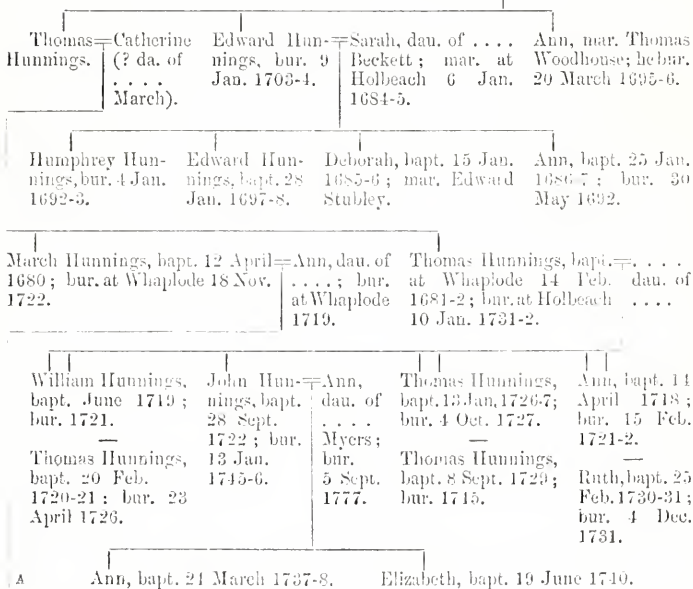 Thomas=Catherine
Hunnings. (? da. of
. . . .
March).
Edward Hun-
nings, bur. 9
Jan. 1703-4.
=Sarah, dau. of . . . .
Beckett; mar. at
Holbeach 6 Jan.
1684-5.
Ann, mar. Thomas
Woodhouse; he bur.
20 March 1695-6.
Humphrey Hun-
nings, bur. 4 Jan.
1692-3.
Edward Hun-
nings, bapt. 28
Jan. 1697-8.
Deborah, bapt. 15 Jan.
1685-6; mar. Edward
Stubley.
Ann, bapt. 25 Jan.
1686-7; bur. 30
May 1692.
March Hunnings, bapt. 12 April
1680; bur. at Whaplode 18 Nov.
1722.
=Ann, dau. of
. . . . ; bur.
at Whaplode
1719.
Thomas Hunnings, bapt.
at Whaplode 14 Feb.
1681-2; bur. at Holbeach
10 Jan. 1731-2.
= . . . .
dau. of
. . . .
William Hunnings,
bapt. June 1719;
bur. 1721.
—
Thomas Hunnings,
bapt. 20 Feb.
1720-21; bur. 23
April 1726.
John Hun-
nings, bapt.
28 Sept.
1722; bur.
13 Jan.
1745-6.
=Ann,
dau. of
. . . .
Myers;
bur.
5 Sept.
1777.
Thomas Hunnings,
bapt. 13 Jan. 1726-7;
bur. 4 Oct. 1727.
—
Thomas Hunnings,
bapt. 8 Sept. 1729;
bur. 1745.
Ann, bapt. 14
April 1718;
bur. 15 Feb.
1721-2.
—
Ruth, bapt. 25
Feb. 1730-31;
bur. 4 Dec.
1731.
A
Ann, bapt. 21 March 1737-8.
Elizabeth, bapt. 19 June 1740.